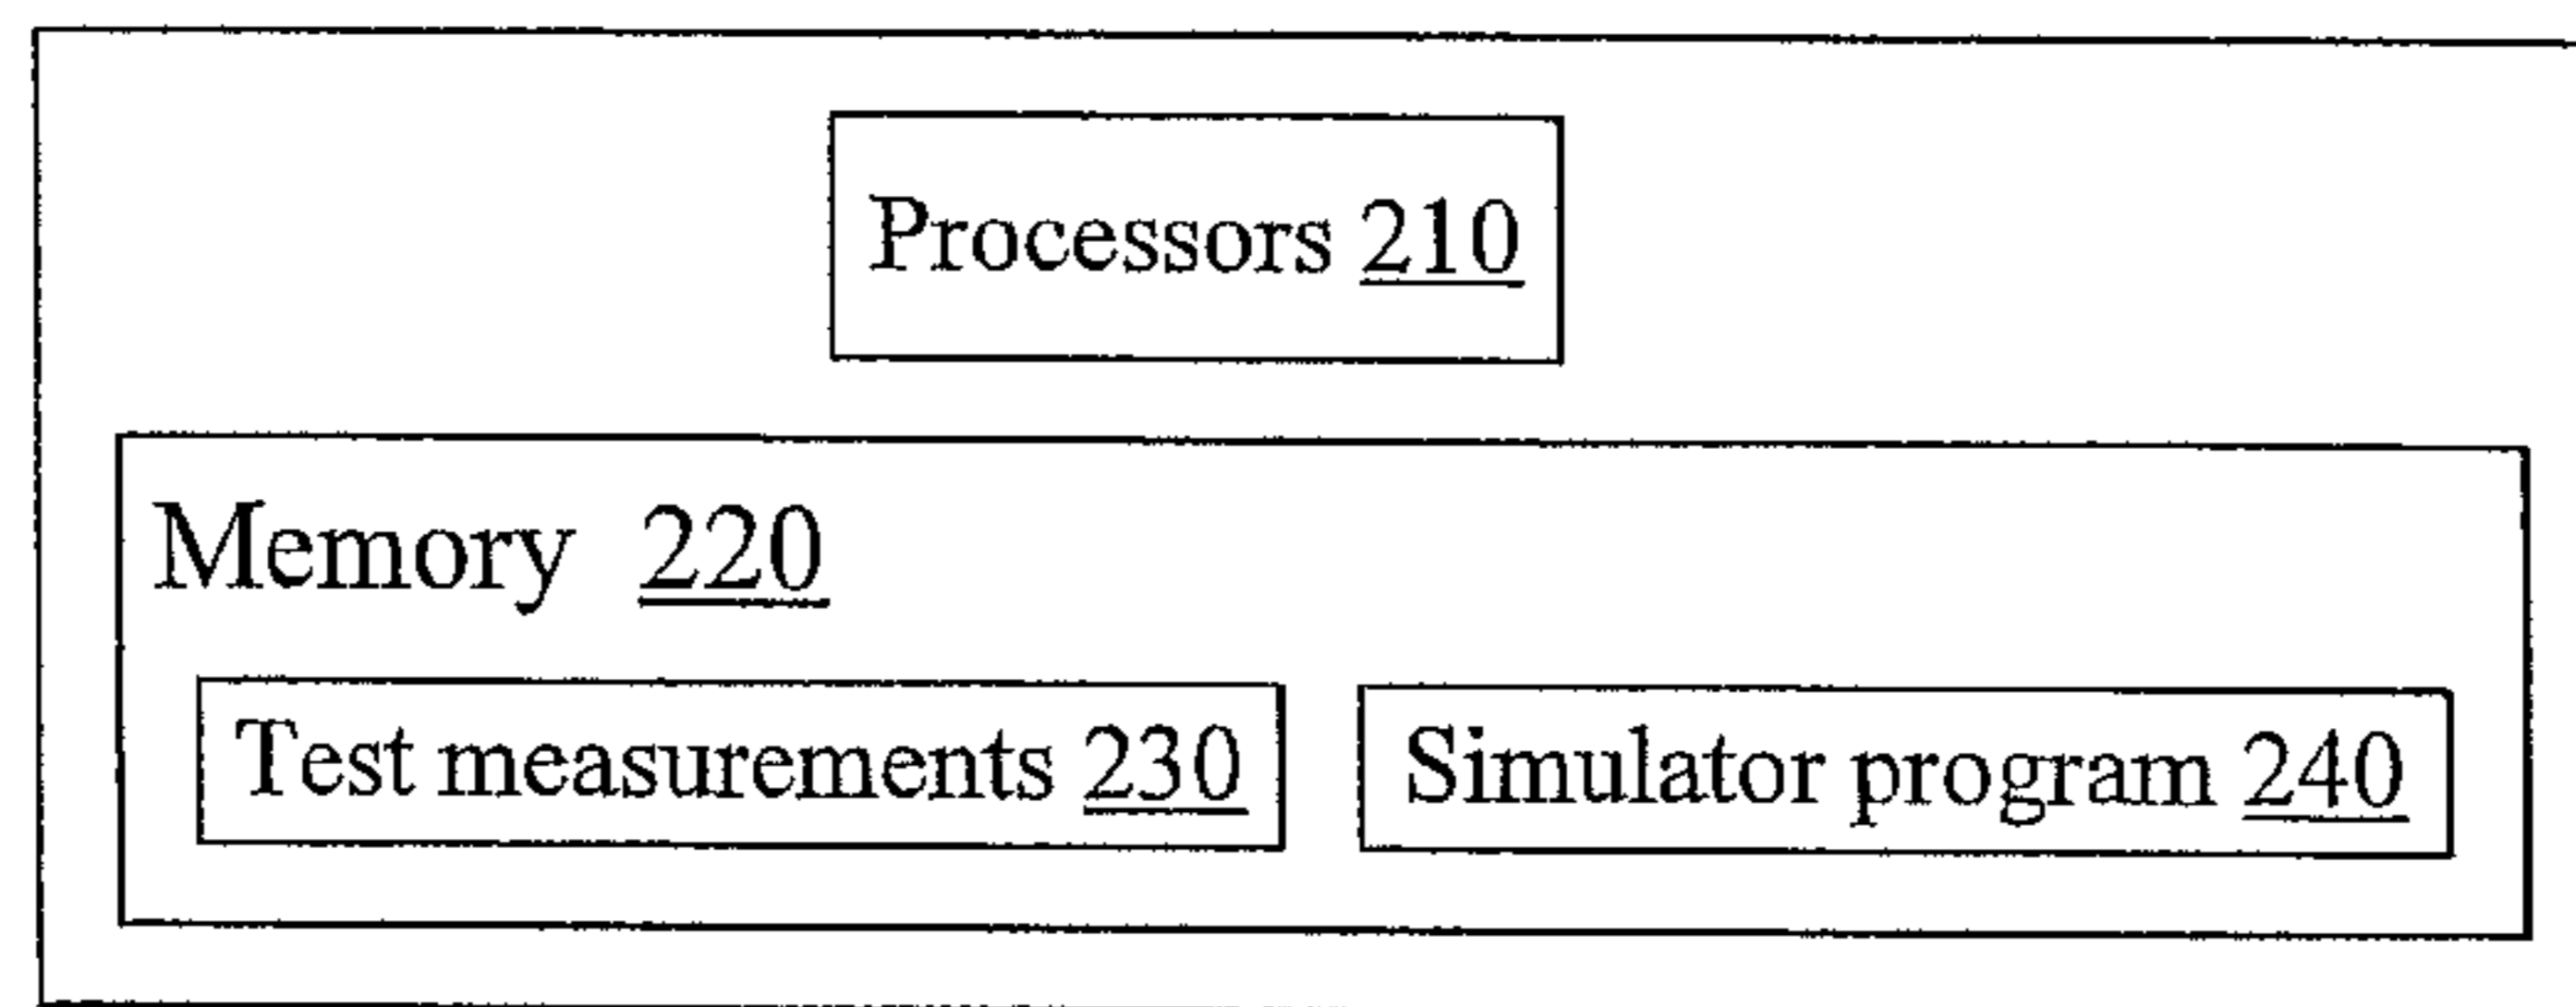 Processors 210
Memory 220
Test measurements 230
Simulator program 240